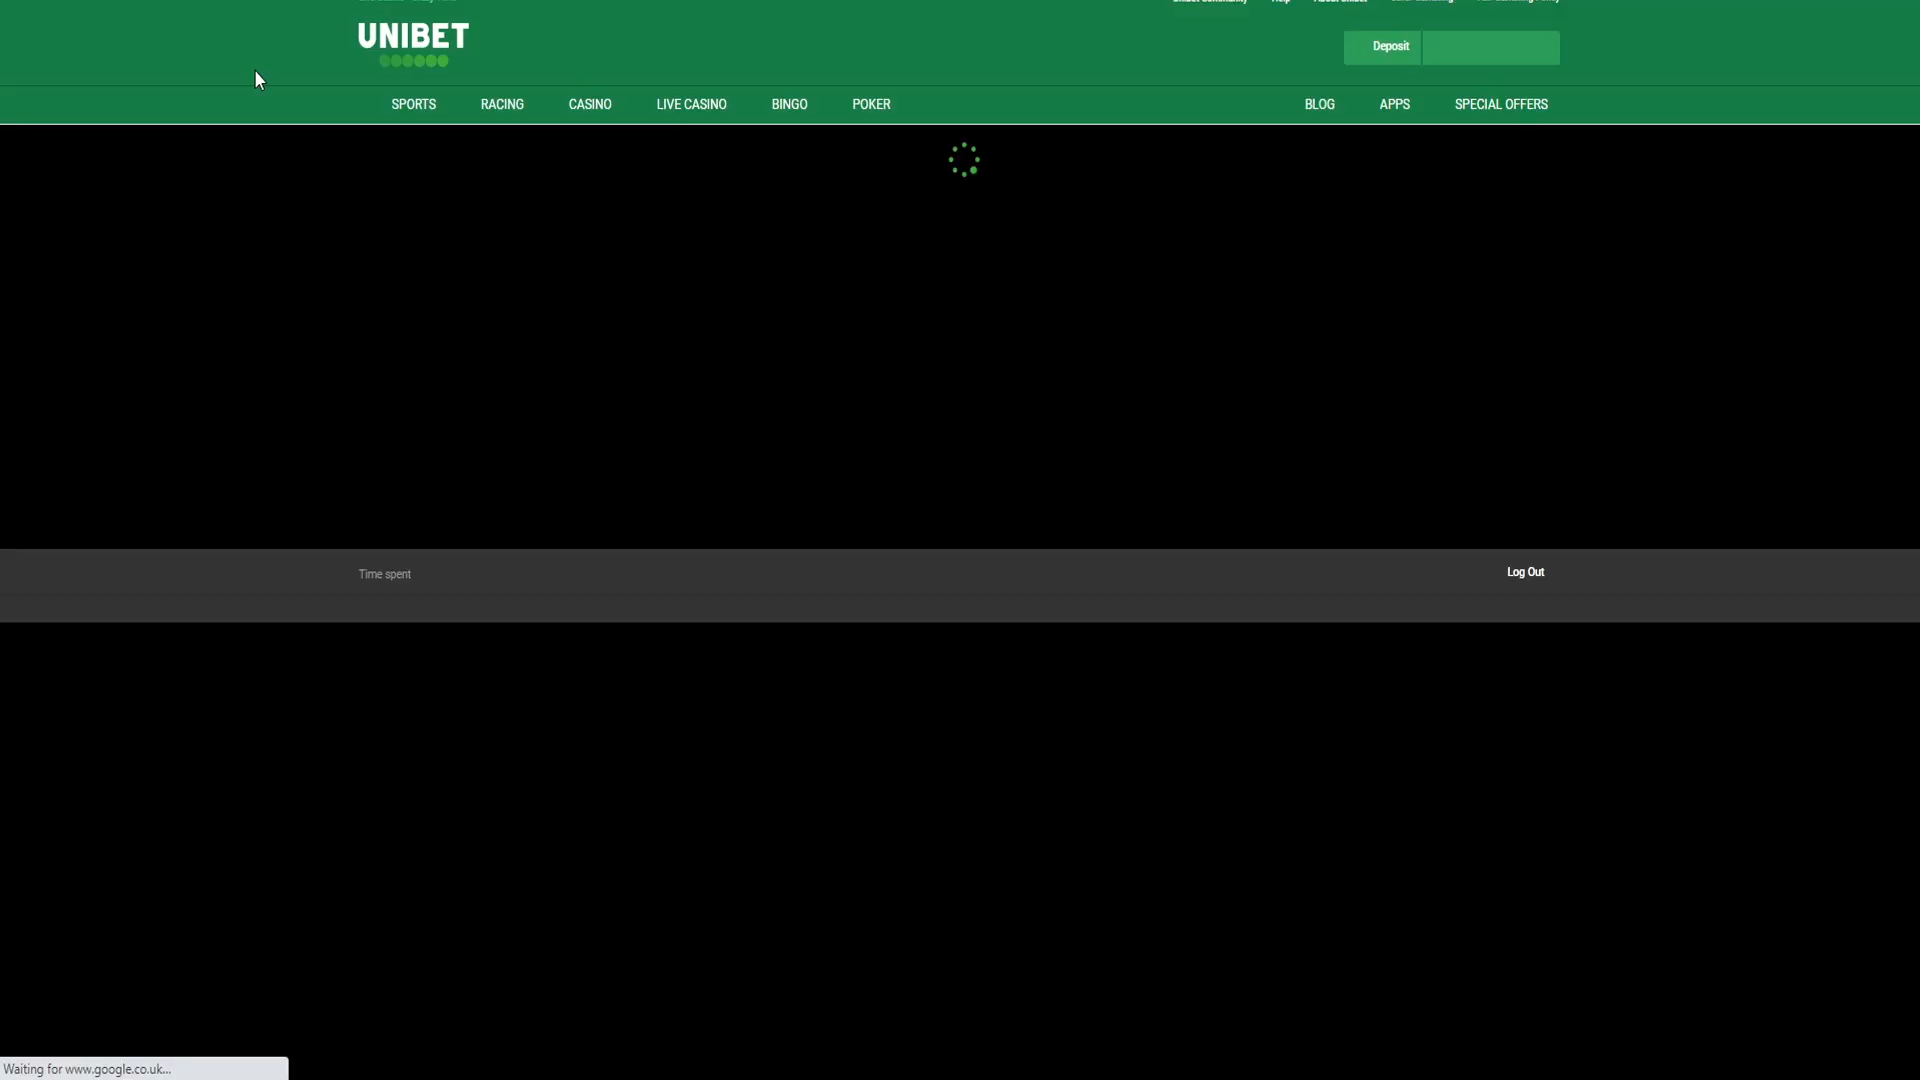 UNIBET
Deposit
SPORTS RACING CASINO LIVE CASINO BINGO POKER BLOG APPS SPECIAL OFFERS
Time spent
Log Out
Waiting for www.google.co.uk...